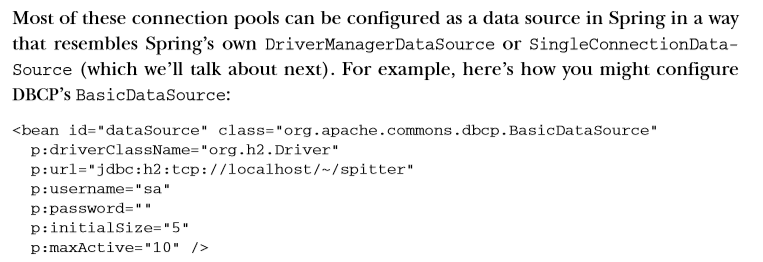 Most of these connection pools can be configured as a data source in Spring in a way
that resembles Spring's own DriverManagerDataSource or SingleConnectionData-
Source (which we'll talk about next). For example, here's how you might configure
DBCP's BasicDataSource:
<bean id="dataSource" class="org.apache.commons.dbcp.BasicDataSource"
  p:driverClassName="org.h2.Driver"
  p:url="jdbc:h2:tcp://localhost/~/spitter"
  p:username="sa"
  p:password=""
  p:initialSize="5"
  p:maxActive="10" />